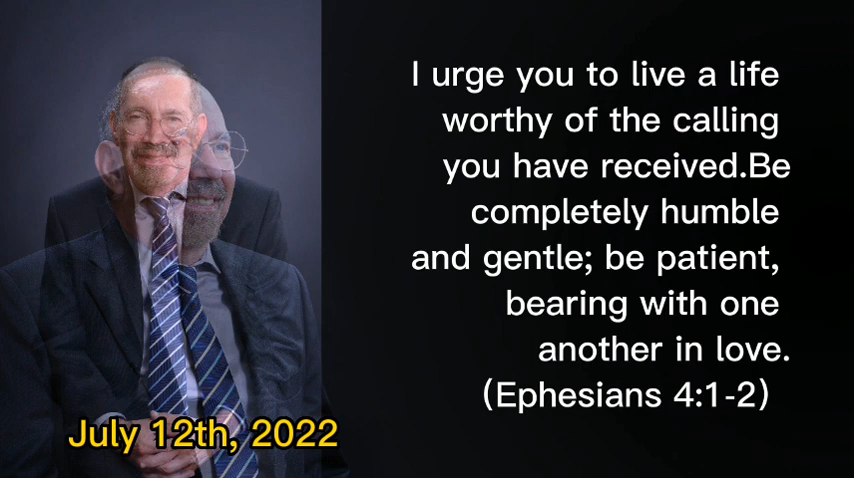 I urge you to live a life
worthy of the calling
you have received.Be
completely humble
and gentle; be patient,
bearing with one
another in love.
(Ephesians 4:1-2)
July 12th, 2022